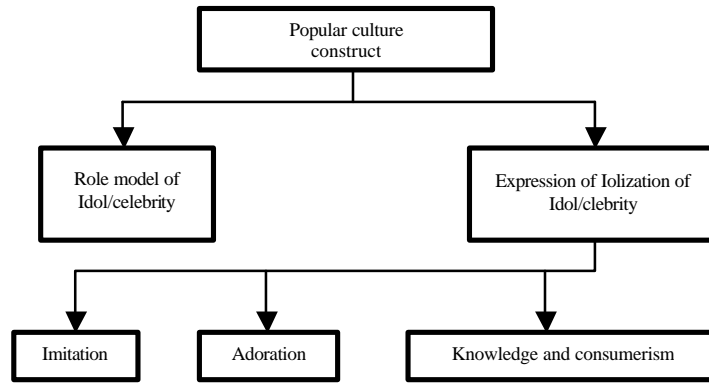 Popular culture
construct
Role model of
Idol/celebrity
Expression of Iolization of
Idol/clebrity
Imitation
Adoration
Knowledge and consumerism